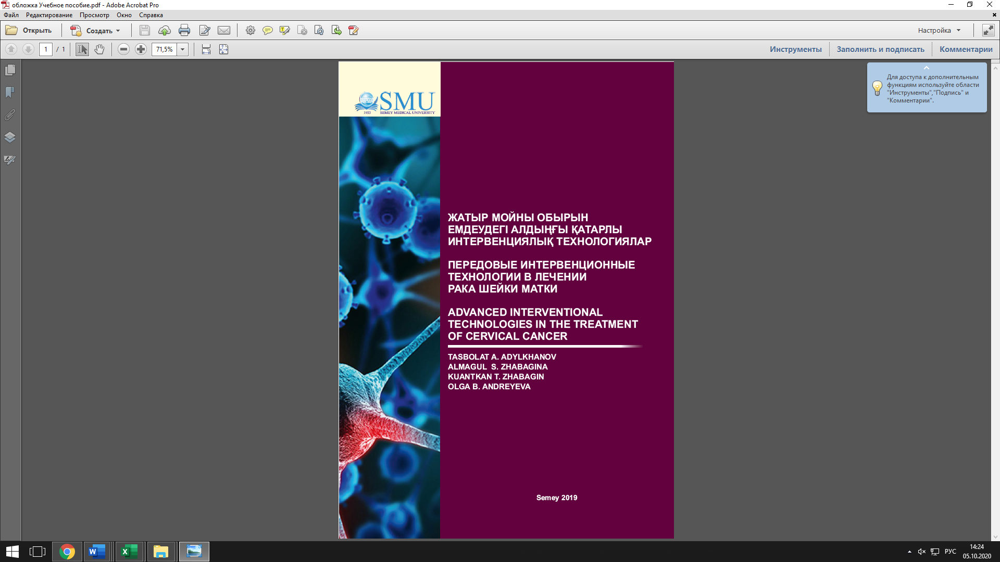 обложка Учебное пособие.pdf - Adobe Acrobat Pro
Файл Редактирование Просмотр Окно Справка
Открыть Создать Настройка
1 / 1 71,5% Инструменты Заполнить и подписать Комментарии
Для доступа к дополнительным
функциям используйте области
"Инструменты","Подпись" и
"Комментарии".
SMU
1953 SEMEY MEDICAL UNIVERSITY
ЖАТЫР МОЙНЫ ОБЫРЫН
ЕМДЕУДЕГІ АЛДЫҢҒЫ ҚАТАРЛЫ
ИНТЕРВЕНЦИЯЛЫҚ ТЕХНОЛОГИЯЛАР
ПЕРЕДОВЫЕ ИНТЕРВЕНЦИОННЫЕ
ТЕХНОЛОГИИ В ЛЕЧЕНИИ
РАКА ШЕЙКИ МАТКИ
ADVANCED INTERVENTIONAL
TECHNOLOGIES IN THE TREATMENT
OF CERVICAL CANCER
TASBOLAT A. ADYLKHANOV
ALMAGUL S. ZHABAGINA
KUANTKAN T. ZHABAGIN
OLGA B. ANDREYEVA
Semey 2019
РУС
14:24
05.10.2020